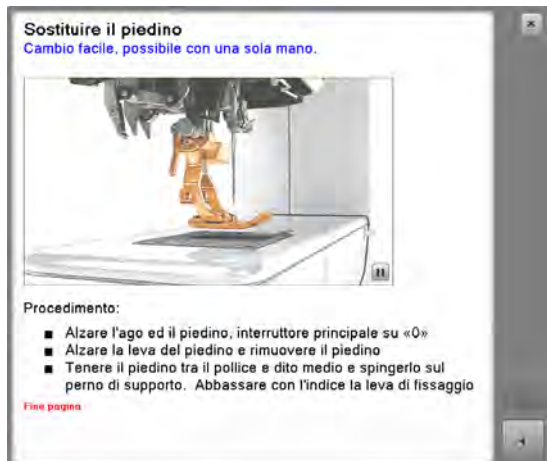 Sostituire il piedino
Cambio facile, possibile con una sola mano.
Procedimento:
■ Alzare l'ago ed il piedino, interruttore principale su «0»
■ Alzare la leva del piedino e rimuovere il piedino
■ Tenere il piedino tra il pollice e dito medio e spingerlo sul
perno di supporto. Abbassare con l'indice la leva di fissaggio
Fine pagina